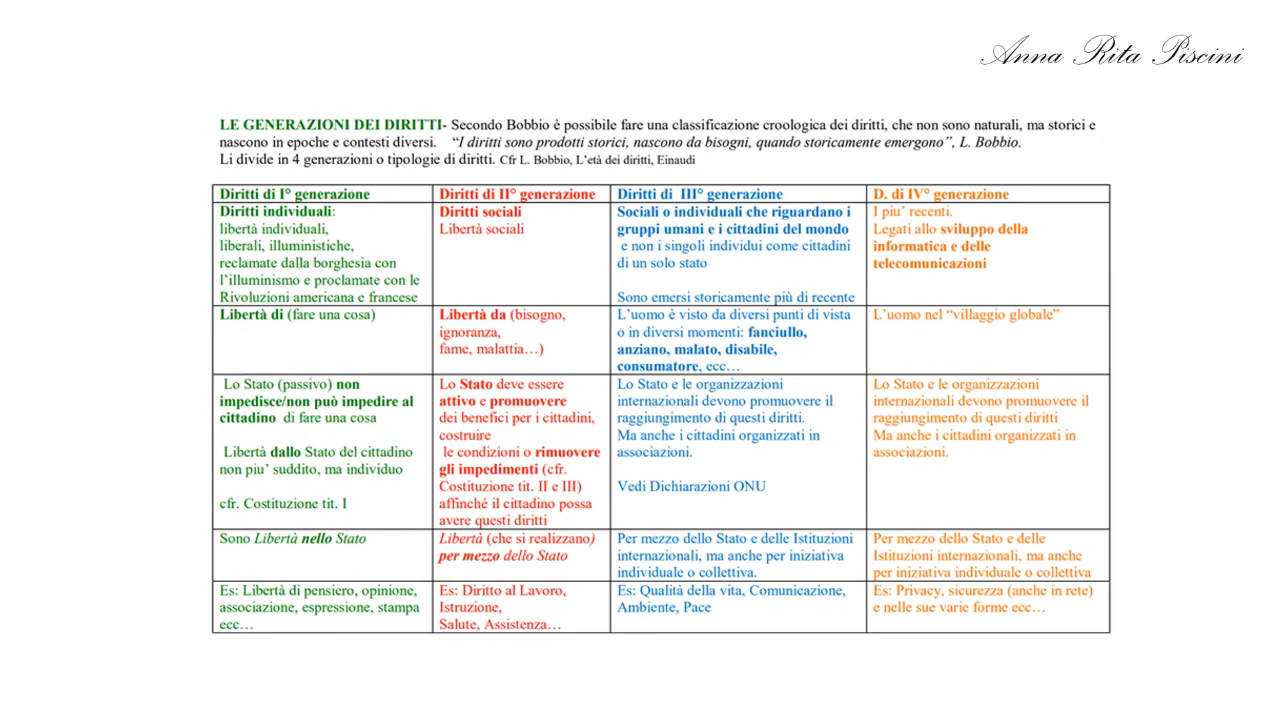 Anna Rita Piscini
LE GENERAZIONI DEI DIRITTI- Secondo Bobbio è possibile fare una classificazione croologica dei diritti, che non sono naturali, ma storici e
nascono in epoche e contesti diversi. “I diritti sono prodotti storici, nascono da bisogni, quando storicamente emergono”, L. Bobbio.
Li divide in 4 generazioni o tipologie di diritti. Cfr L. Bobbio, L’età dei diritti, Einaudi
Diritti di I° generazione
Diritti individuali:
libertà individuali,
liberali, illuministiche,
reclamate dalla borghesia con
l’illuminismo e proclamate con le
Rivoluzioni americana e francese
Libertà di (fare una cosa)
Lo Stato (passivo) non
impedisce/non può impedire al
cittadino di fare una cosa
Libertà dallo Stato del cittadino
non piu’ suddito, ma individuo
cfr. Costituzione tit. I
Sono Libertà nello Stato
Es: Libertà di pensiero, opinione,
associazione, espressione, stampa
ecc…
Diritti di II° generazione
Diritti sociali
Libertà sociali
Libertà da (bisogno,
ignoranza,
fame, malattia…)
Lo Stato deve essere
attivo e promuovere
dei benefici per i cittadini,
costruire
le condizioni o rimuovere
gli impedimenti (cfr.
Costituzione tit. II e III)
affinché il cittadino possa
avere questi diritti
Libertà (che si realizzano)
per mezzo dello Stato
Es: Diritto al Lavoro,
Istruzione,
Salute, Assistenza…
Diritti di III° generazione
Sociali o individuali che riguardano i
gruppi umani e i cittadini del mondo
e non i singoli individui come cittadini
di un solo stato
Sono emersi storicamente più di recente
L’uomo è visto da diversi punti di vista
o in diversi momenti: fanciullo,
anziano, malato, disabile,
consumatore, ecc…
Lo Stato e le organizzazioni
internazionali devono promuovere il
raggiungimento di questi diritti.
Ma anche i cittadini organizzati in
associazioni.
Vedi Dichiarazioni ONU
Per mezzo dello Stato e delle Istituzioni
internazionali, ma anche per iniziativa
individuale o collettiva.
Es: Qualità della vita, Comunicazione,
Ambiente, Pace
D. di IV° generazione
I piu’ recenti.
Legati allo sviluppo della
informatica e delle
telecomunicazioni
L’uomo nel “villaggio globale”
Lo Stato e le organizzazioni
internazionali devono promuovere il
raggiungimento di questi diritti
Ma anche i cittadini organizzati in
associazioni.
Per mezzo dello Stato e delle
Istituzioni internazionali, ma anche
per iniziativa individuale o collettiva
Es: Privacy, sicurezza (anche in rete)
e nelle sue varie forme ecc…